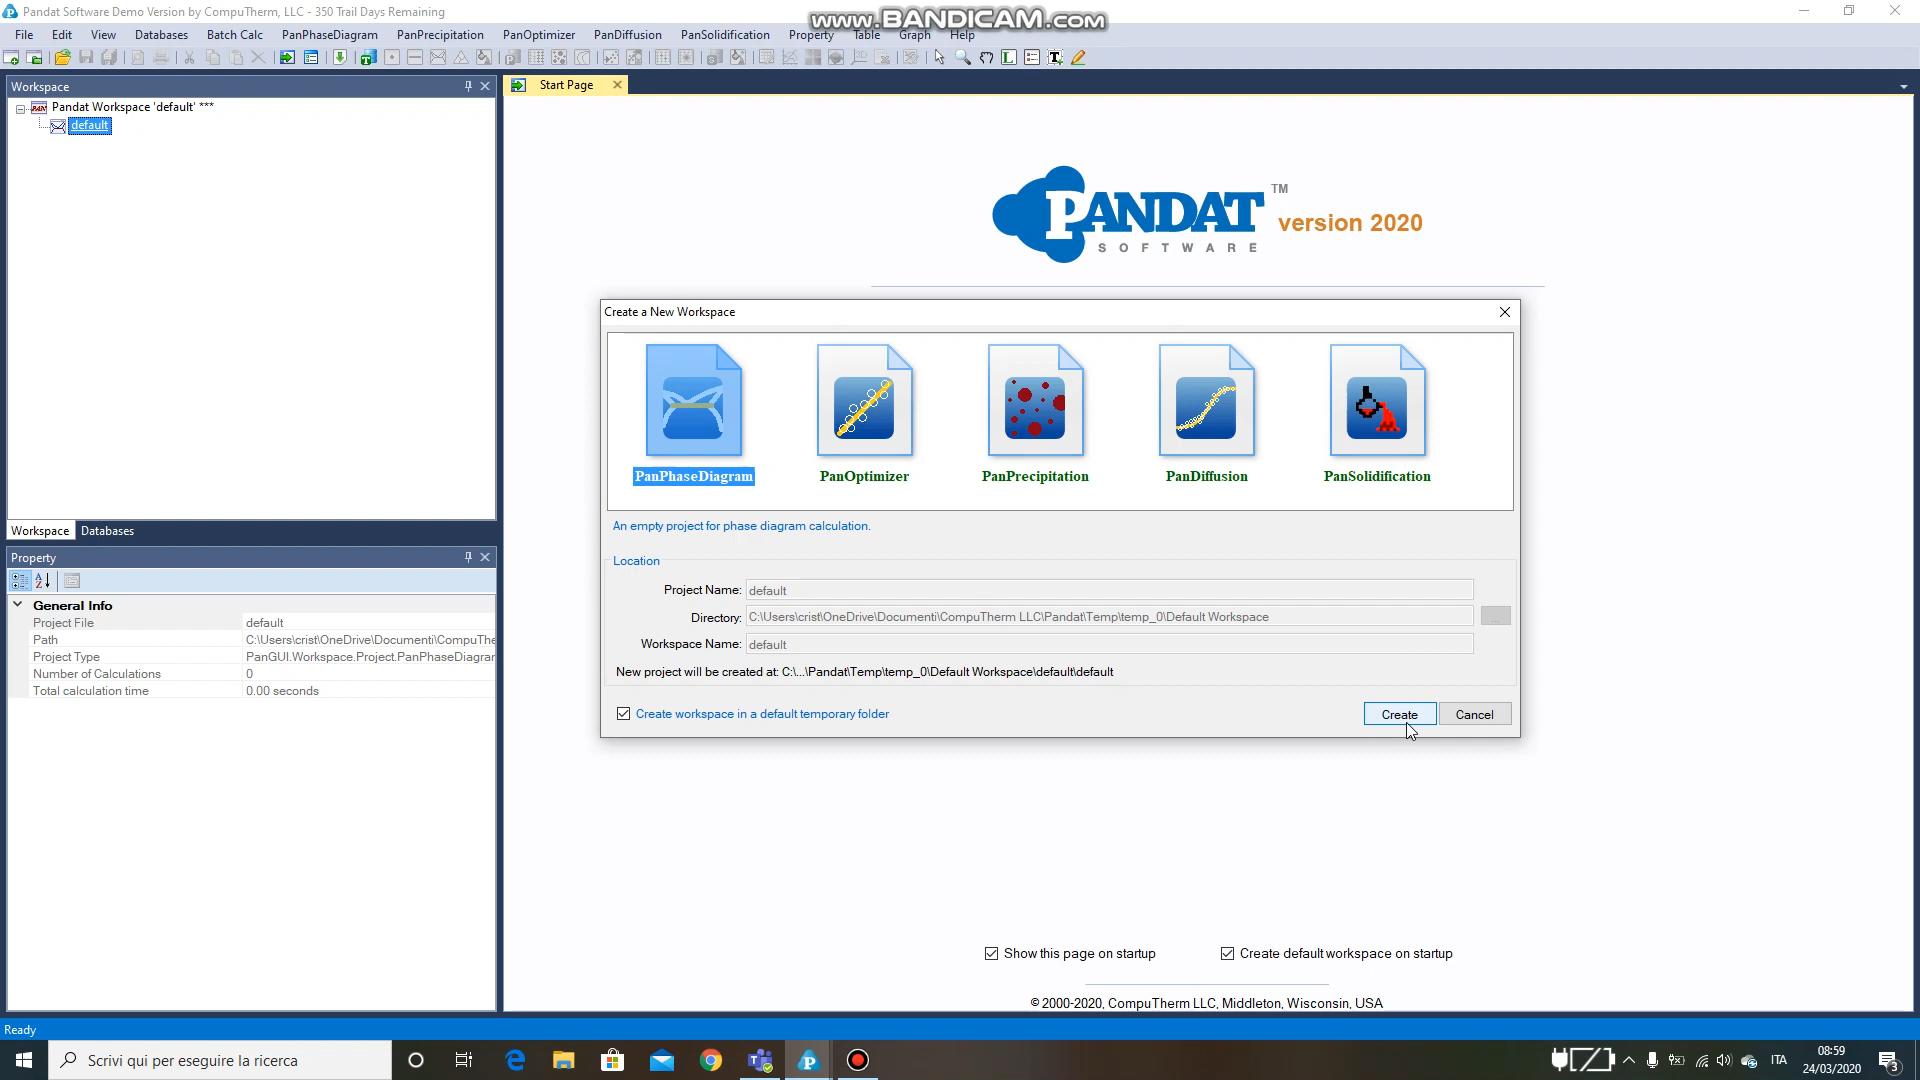 Pandat Software Demo Version by CompuTherm, LLC - 350 Trail Days Remaining
www.BANDICAM.com
File Edit View Databases Batch Calc PanPhaseDiagram PanPrecipitation PanOptimizer PanDiffusion PanSolidification Property Table Graph Help
Workspace
Start Page
Pandat Workspace 'default' ***
default
PANDAT TM
SOFTWARE
version 2020
Create a New Workspace
PanPhaseDiagram PanOptimizer PanPrecipitation PanDiffusion PanSolidification
An empty project for phase diagram calculation.
Location
Project Name: default
Directory: C:\Users\crist\OneDrive\Documenti\CompuTherm LLC\Pandat\Temp\temp_0\Default Workspace
...
Workspace Name: default
New project will be created at: C:\...\Pandat\Temp\temp_0\Default Workspace\default\default
Create workspace in a default temporary folder
Create Cancel
Workspace Databases
Property
General Info
Project File default
Path C:\Users\crist\OneDrive\Documenti\CompuThe
Project Type PanGUI.Workspace.Project.PanPhaseDiagrar
Number of Calculations 0
Total calculation time 0.00 seconds
Show this page on startup Create default workspace on startup
© 2000-2020, CompuTherm LLC, Middleton, Wisconsin, USA
Ready
Scrivi qui per eseguire la ricerca
ITA
08:59
24/03/2020
3